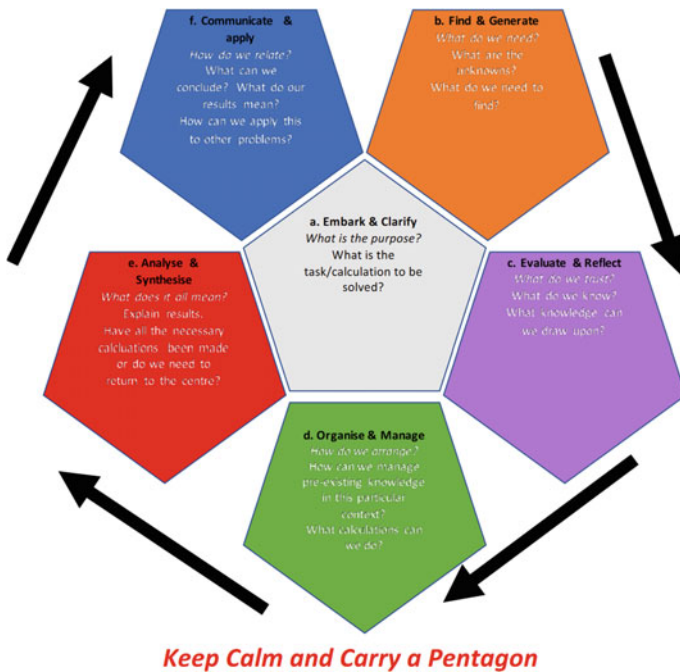 f. Communicate & apply
How do we relate?
What can we
conclude? What do our
results mean?
How can we apply this
to other problems?
b. Find & Generate
What do we need?
What are the
unknowns?
What do we need to
find?
a. Embark & Clarify
What is the purpose?
What is the
task/calculation to be
solved?
c. Evaluate & Reflect
What do we trust?
What do we know?
What knowledge can
we draw upon?
d. Organise & Manage
How do we arrange?
How can we manage
pre-existing knowledge
in this particular
context?
What calculations can
we do?
e. Analyse &
Synthesise
What does it all mean?
Explain results.
Have all the necessary
calcluations been made
or do we need to
return to the centre?
Keep Calm and Carry a Pentagon